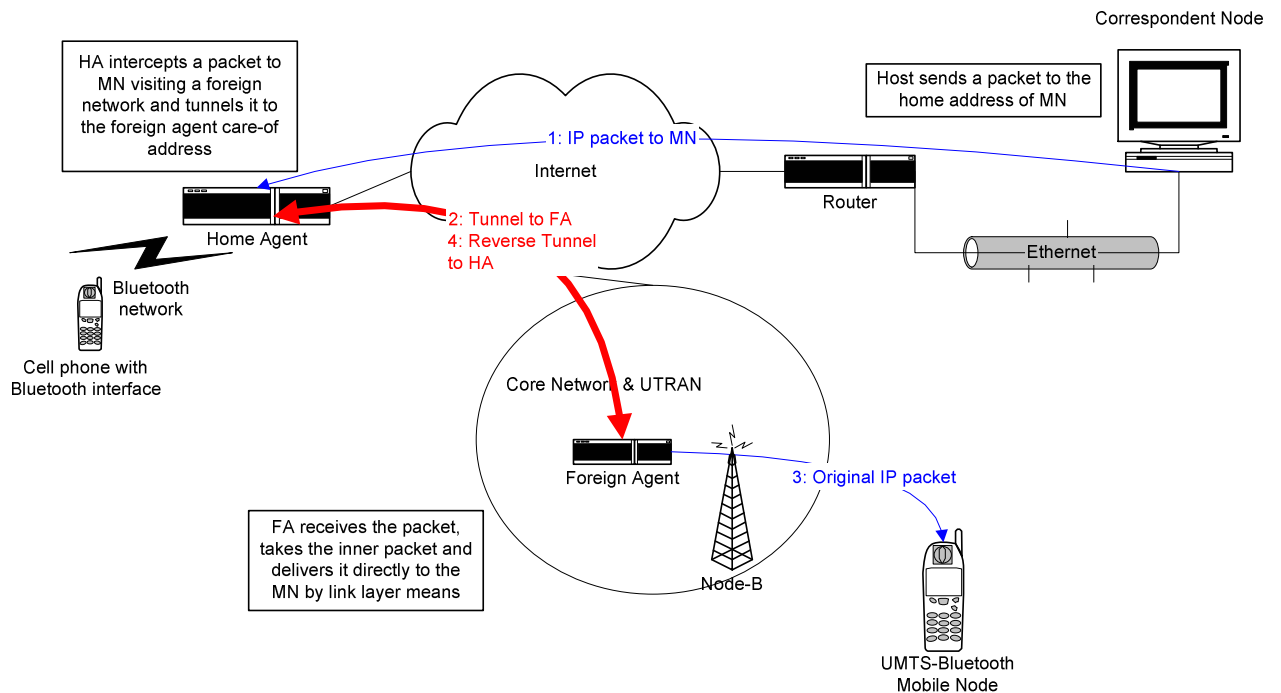 Correspondent Node
HA intercepts a packet to
MN visiting a foreign
network and tunnels it to
the foreign agent care-of
address
Host sends a packet to the
home address of MN
1: IP packet to MN
Internet
Router
Home Agent
2: Tunnel to FA
4: Reverse Tunnel
to HA
Ethernet
Bluetooth
network
Cell phone with
Bluetooth interface
Core Network & UTRAN
Foreign Agent
3: Original IP packet
FA receives the packet,
takes the inner packet and
delivers it directly to the
MN by link layer means
Node-B
UMTS-Bluetooth
Mobile Node